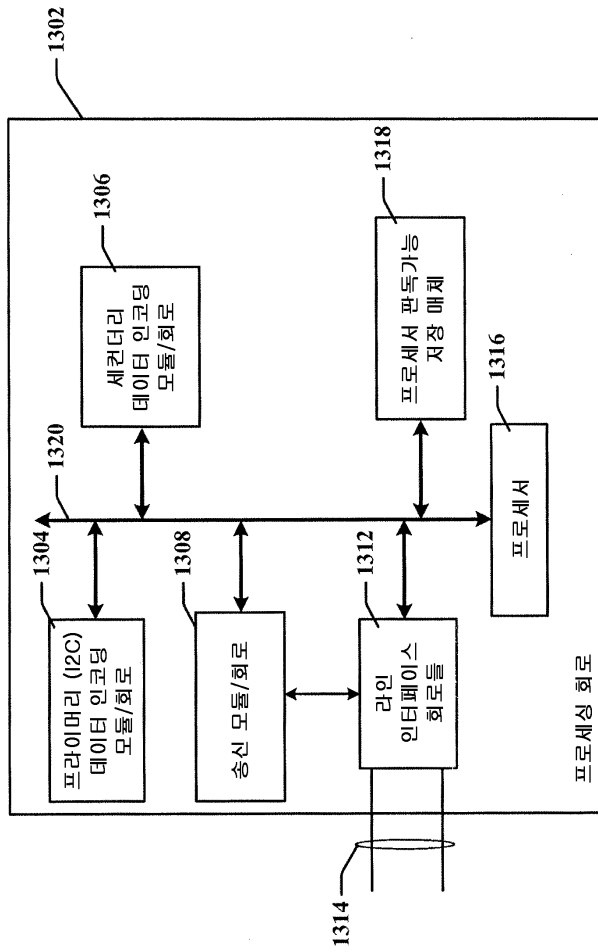 1302
1304
프라이머리 (I2C)
데이터 인코딩
모듈/회로
1320
1306
세컨더리
데이터 인코딩
모듈/회로
1308
송신 모듈/회로
1312
라인
인터페이스
회로들
1314
1318
프로세서 판독가능
저장 매체
1316
프로세서
프로세싱 회로